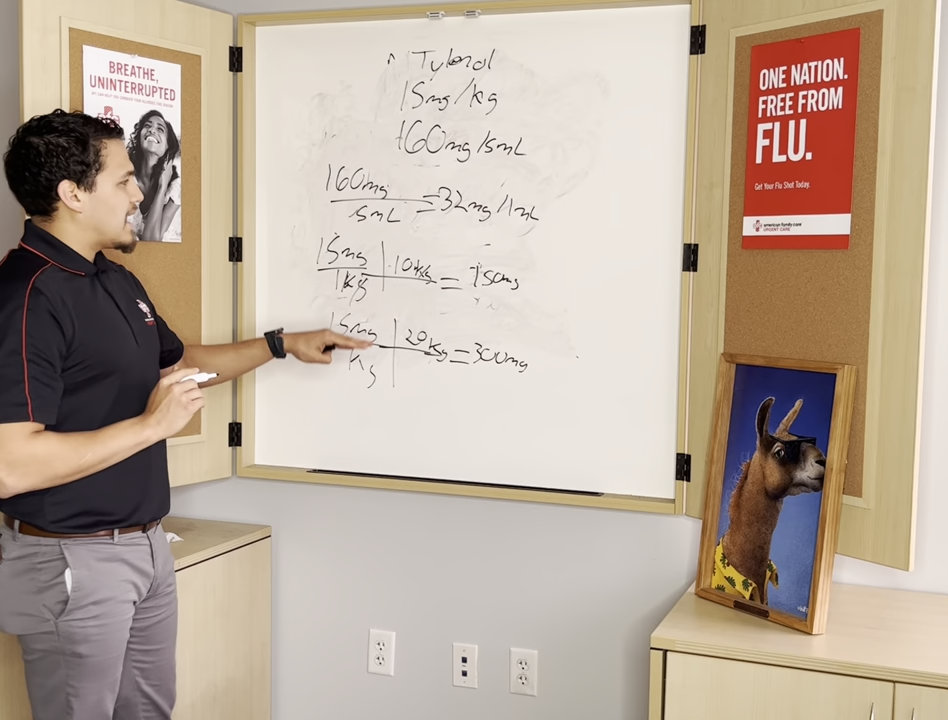 BREATHE,
UNINTERRUPTED
Tylenol
15mg/kg
160mg/5mL
160mg
5mL
=32mg/1mL
15mg
1kg
10kg
=150mg
15mg
Kg
20kg
=300mg
ONE NATION.
FREE FROM
FLU.
Get Your Flu Shot Today.
american family care
URGENT CARE